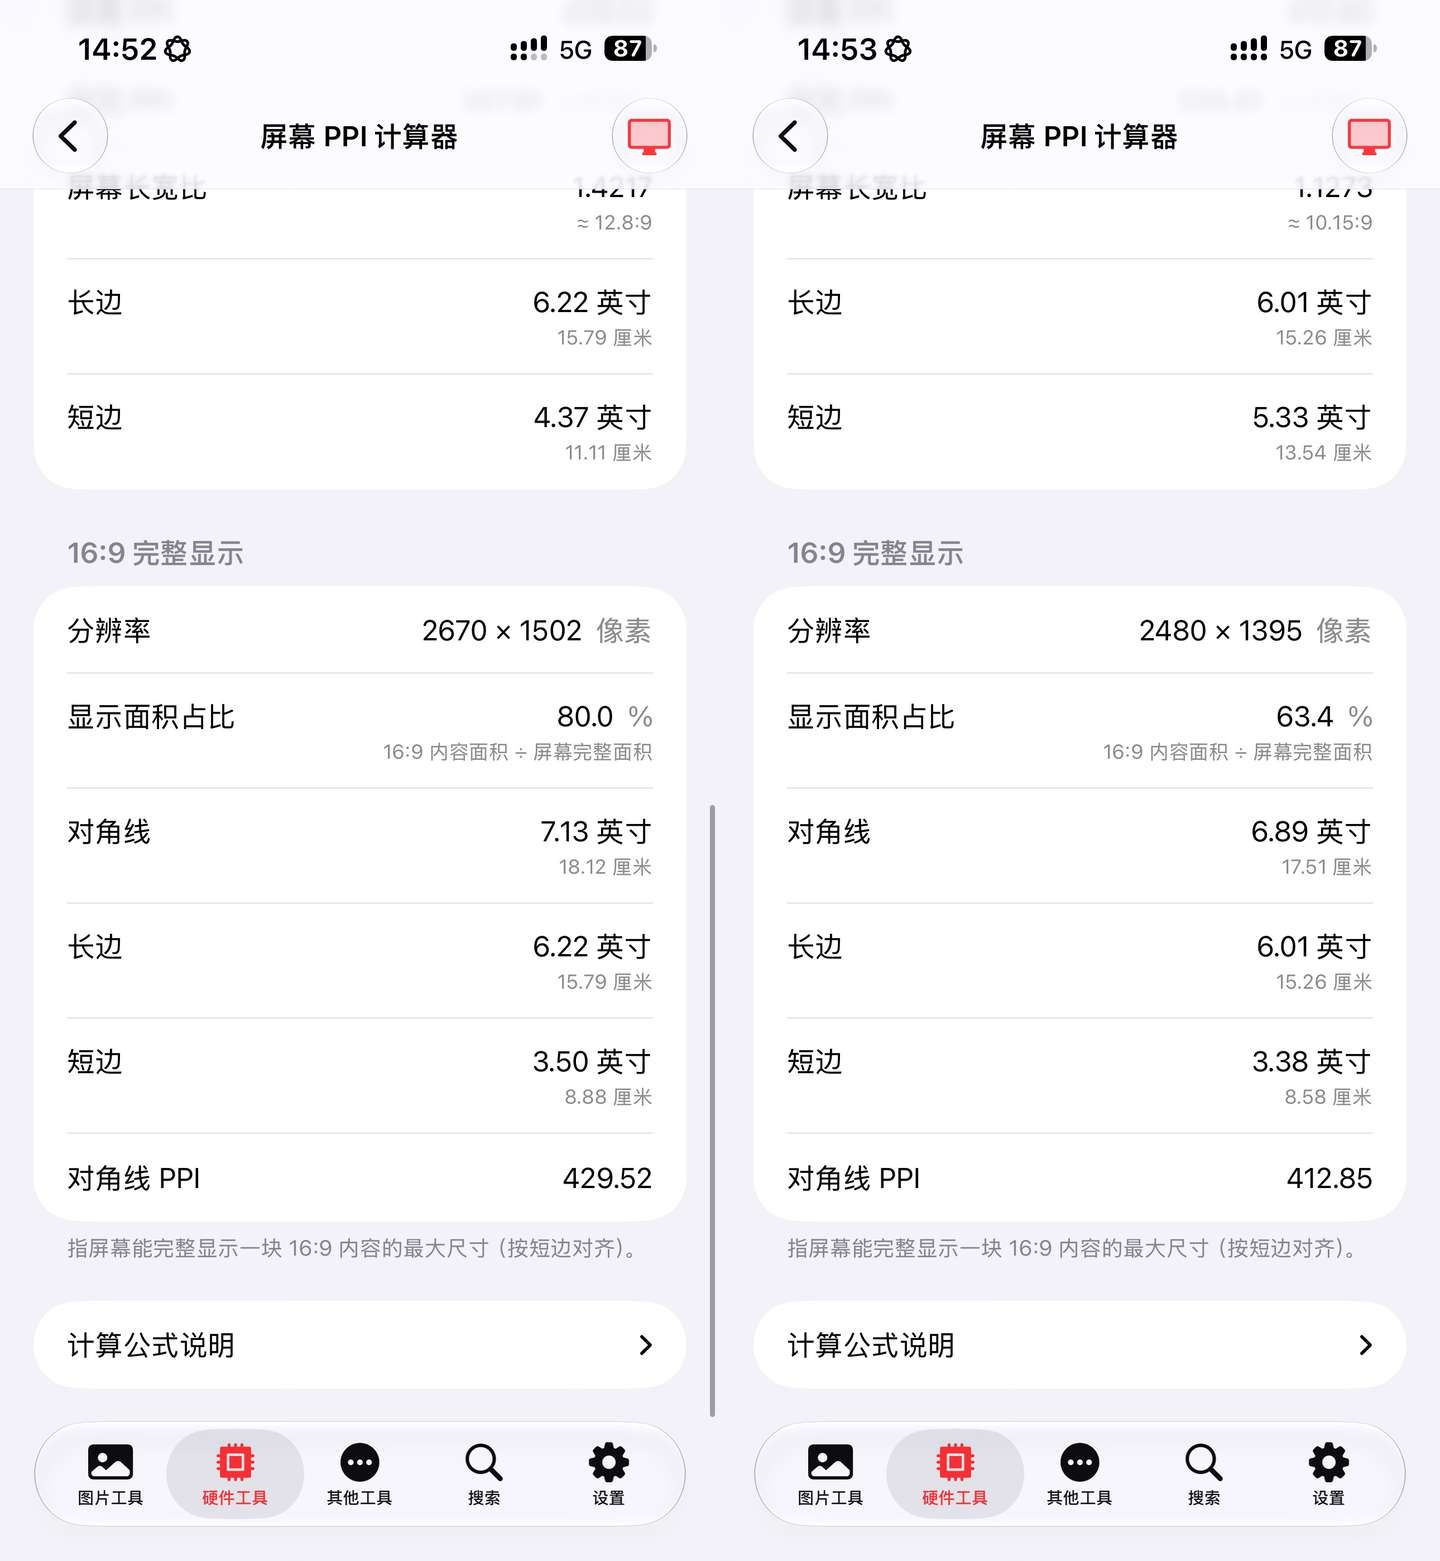 14:52
5G 87
屏幕 PPI 计算器
屏幕长宽比 1.4217
≈ 12.8:9
长边 6.22 英寸
15.79 厘米
短边 4.37 英寸
11.11 厘米
16:9 完整显示
分辨率 2670 × 1502 像素
显示面积占比 80.0 %
16:9 内容面积 ÷ 屏幕完整面积
对角线 7.13 英寸
18.12 厘米
长边 6.22 英寸
15.79 厘米
短边 3.50 英寸
8.88 厘米
对角线 PPI 429.52
指屏幕能完整显示一块 16:9 内容的最大尺寸（按短边对齐）。
计算公式说明
图片工具 硬件工具 其他工具 搜索 设置
14:53
5G 87
屏幕 PPI 计算器
屏幕长宽比 1.1273
≈ 10.15:9
长边 6.01 英寸
15.26 厘米
短边 5.33 英寸
13.54 厘米
16:9 完整显示
分辨率 2480 × 1395 像素
显示面积占比 63.4 %
16:9 内容面积 ÷ 屏幕完整面积
对角线 6.89 英寸
17.51 厘米
长边 6.01 英寸
15.26 厘米
短边 3.38 英寸
8.58 厘米
对角线 PPI 412.85
指屏幕能完整显示一块 16:9 内容的最大尺寸（按短边对齐）。
计算公式说明
图片工具 硬件工具 其他工具 搜索 设置